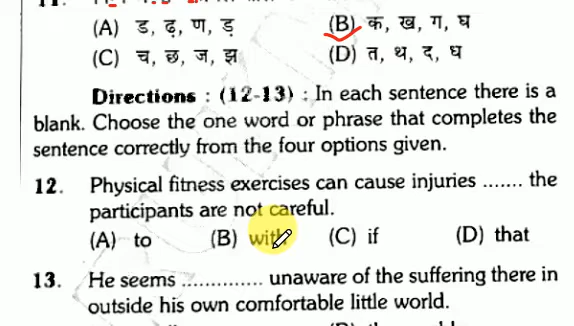 (A) ड, ढ़, ण, ड़ (B) क, ख, ग, घ
(C) च, छ, ज, झ (D) त, थ, द, ध
Directions : (12-13) : In each sentence there is a
blank. Choose the one word or phrase that completes the
sentence correctly from the four options given.
12. Physical fitness exercises can cause injuries ....... the
participants are not careful.
(A) to (B) with (C) if (D) that
13. He seems .............. unaware of the suffering there in
outside his own comfortable little world.